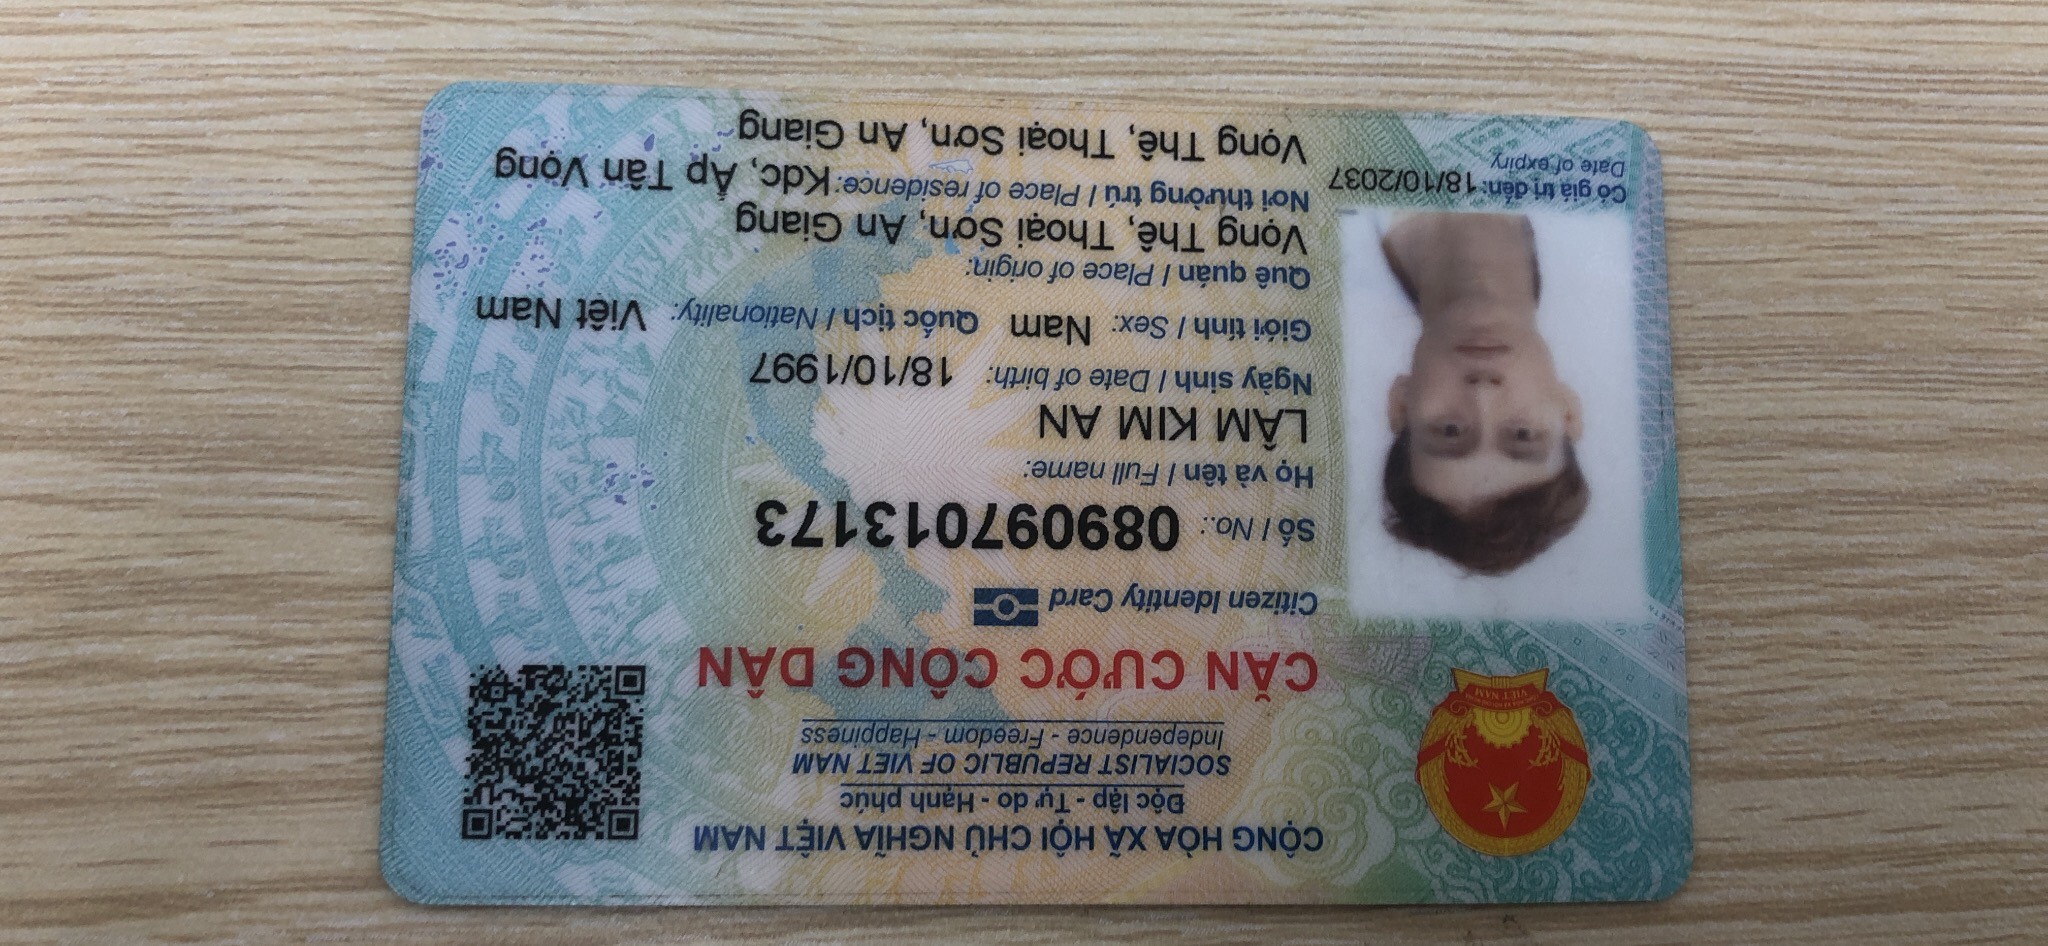 CỘNG HÒA XÃ HỘI CHỦ NGHĨA VIỆT NAM
Độc lập - Tự do - Hạnh phúc
SOCIALIST REPUBLIC OF VIET NAM
Independence - Freedom - Happiness
CĂN CƯỚC CÔNG DÂN
Citizen Identity Card
Số / No.: 089097013173
Họ và tên / Full name:
LÂM KIM AN
Ngày sinh / Date of birth: 18/10/1997
Giới tính / Sex: Nam Quốc tịch / Nationality: Việt Nam
Quê quán / Place of origin:
Vọng Thê, Thoại Sơn, An Giang
Nơi thường trú / Place of residence: Kdc, Ấp Tân Vọng
Vọng Thê, Thoại Sơn, An Giang
Có giá trị đến: 18/10/2037
Date of expiry
VIỆT NAM